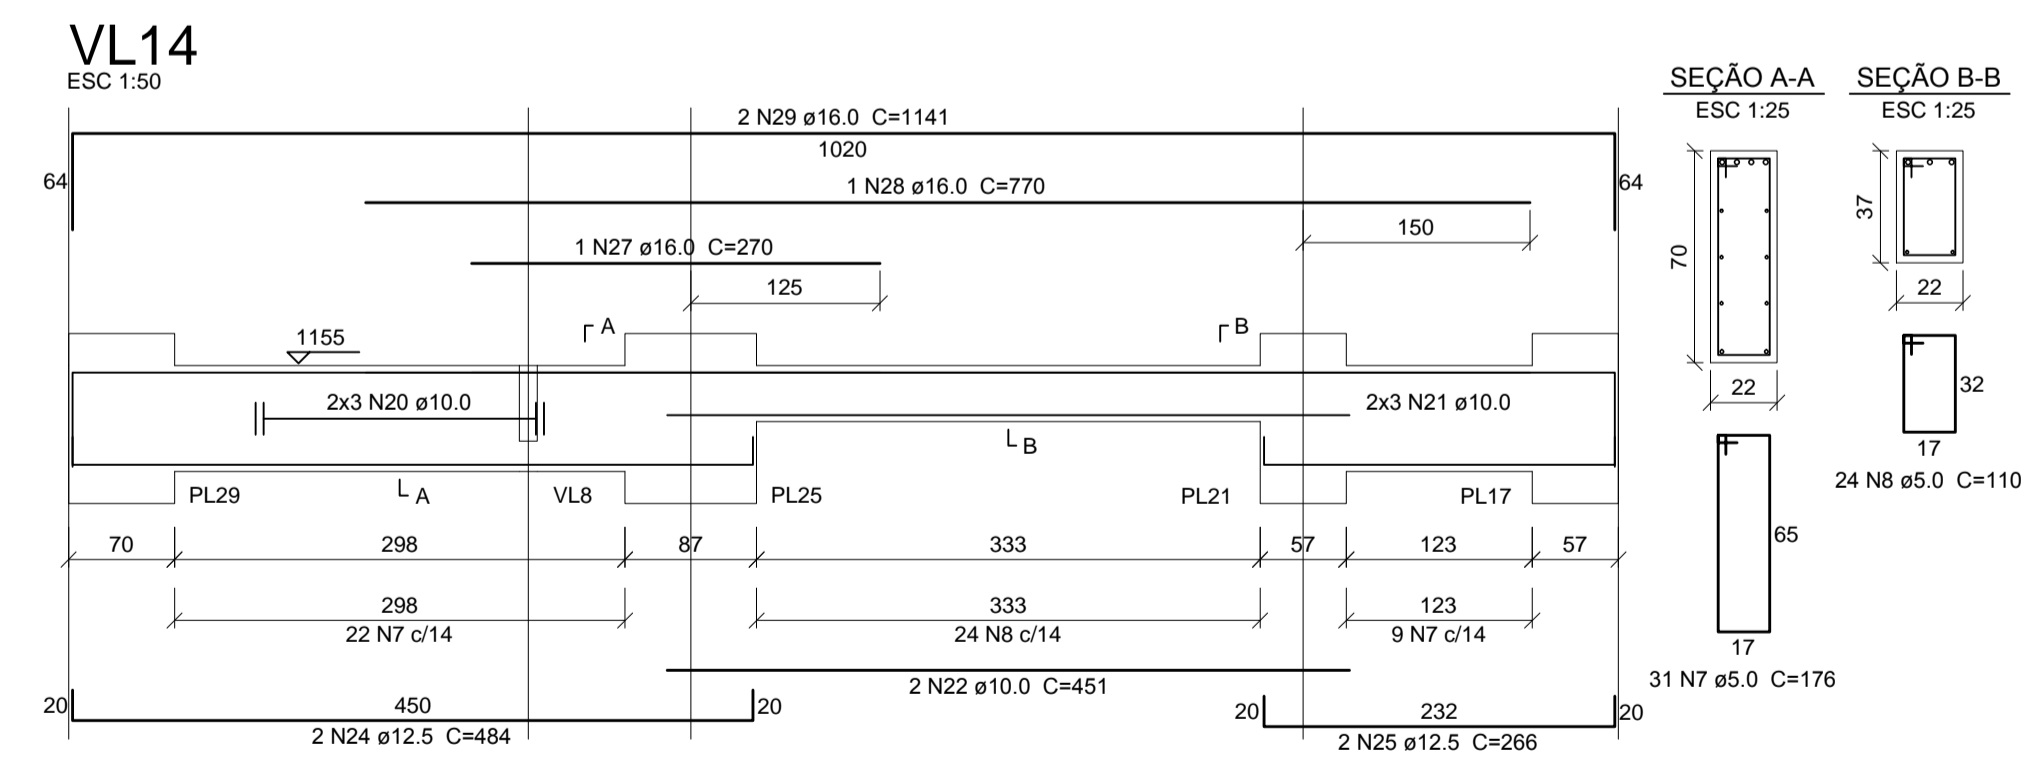 VL14
ESC 1:50
2 N29 ø16.0 C=1141
1020
64
64
1 N28 ø16.0 C=770
150
1 N27 ø16.0 C=270
125
A
B
1155
2x3 N20 ø10.0
2x3 N21 ø10.0
B
A
PL29
VL8
PL25
PL21
PL17
70
298
87
333
57
123
57
298
22 N7 c/14
333
24 N8 c/14
123
9 N7 c/14
2 N22 ø10.0 C=451
20
450
20
2 N24 ø12.5 C=484
20
232
20
2 N25 ø12.5 C=266
SEÇÃO A-A
ESC 1:25
70
22
65
17
31 N7 ø5.0 C=176
SEÇÃO B-B
ESC 1:25
37
22
32
17
24 N8 ø5.0 C=110